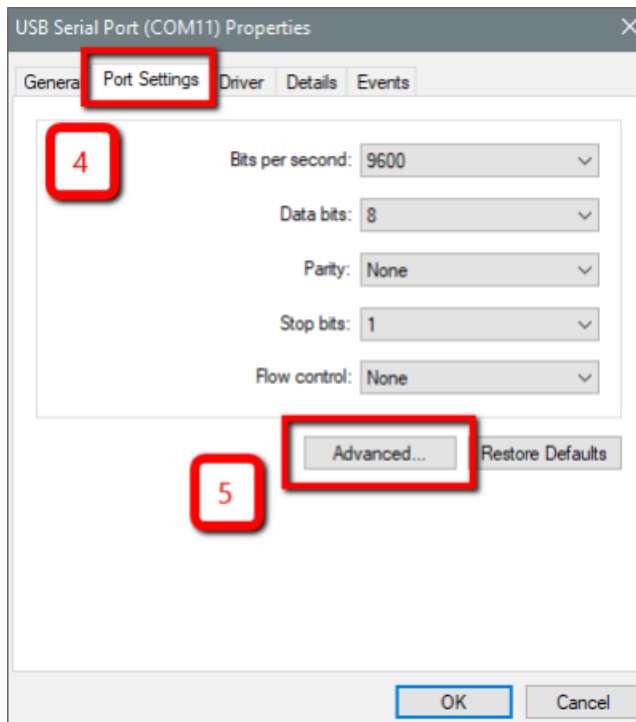 USB Serial Port (COM11) Properties
General Port Settings Driver Details Events
4
Bits per second: 9600
Data bits: 8
Parity: None
Stop bits: 1
Flow control: None
Advanced... Restore Defaults
5
OK Cancel